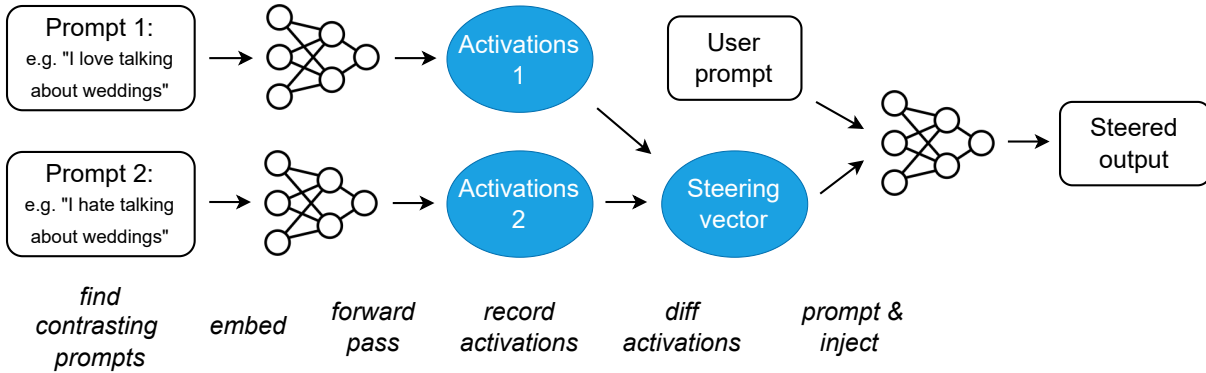 Prompt 1:
e.g. "I love talking
about weddings"
Activations
1
User
prompt
Steered
output
Prompt 2:
e.g. "I hate talking
about weddings"
Activations
2
Steering
vector
find
contrasting
prompts
embed
forward
pass
record
activations
diff
activations
prompt &
inject